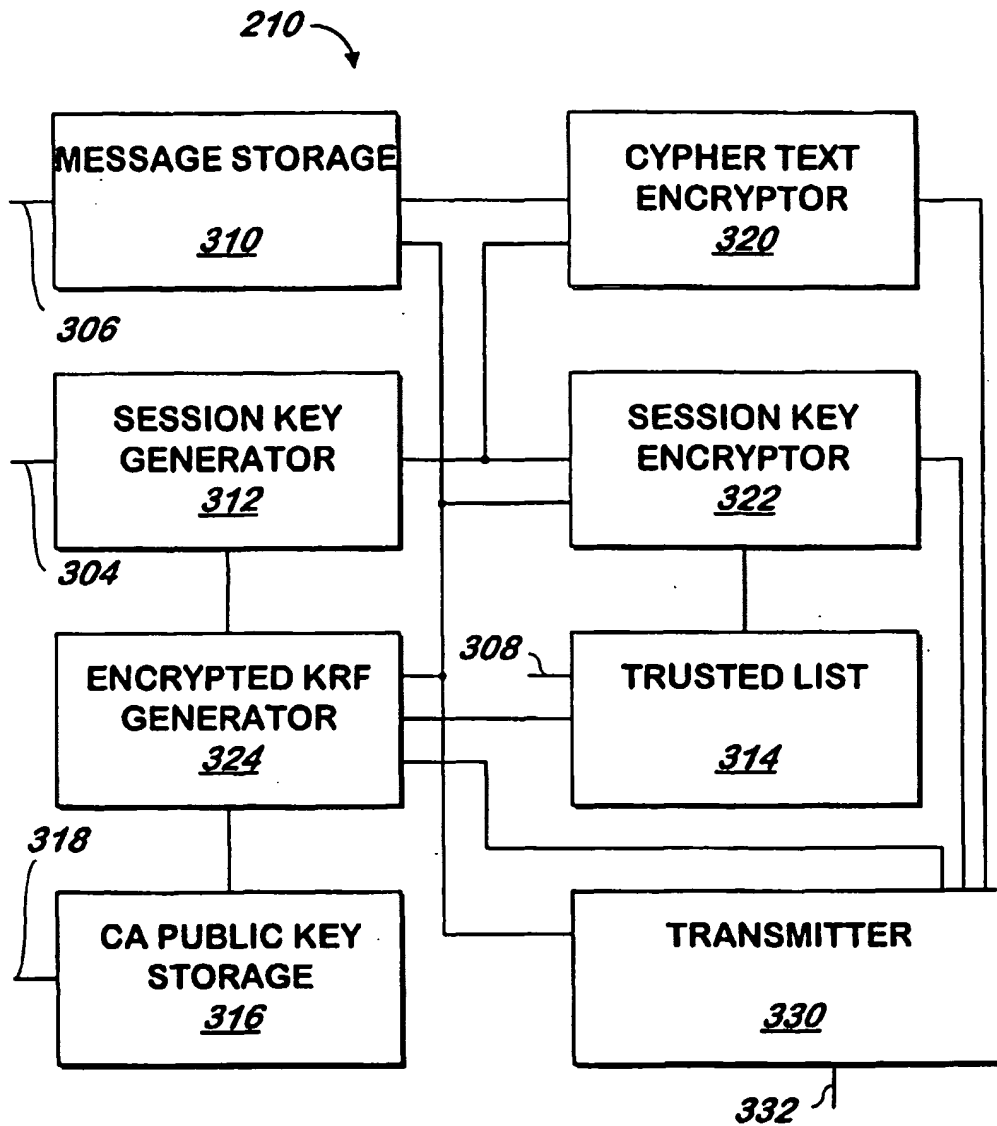 210
MESSAGE STORAGE
310
CYPHER TEXT
ENCRYPTOR
320
306
SESSION KEY
GENERATOR
312
SESSION KEY
ENCRYPTOR
322
304
ENCRYPTED KRF
GENERATOR
324
308
TRUSTED LIST
314
318
CA PUBLIC KEY
STORAGE
316
TRANSMITTER
330
332